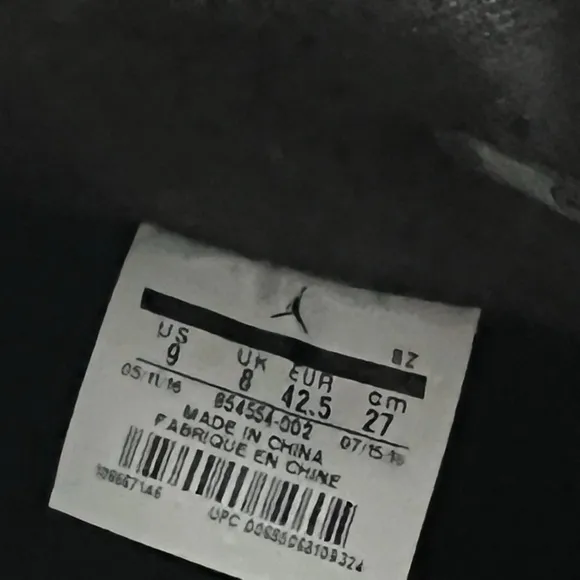 US UK EUR cm
9 8 42.5 27
05/11/16 07/15/16
854554-002
MADE IN CHINA
FABRIQUE EN CHINE
UPC